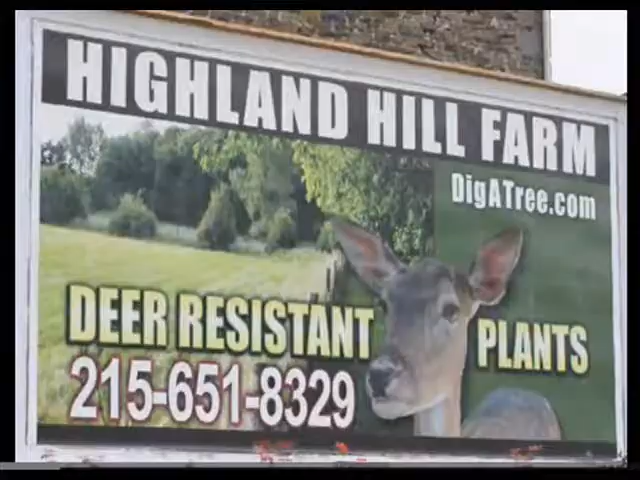 HIGHLAND HILL FARM
DigATree.com
DEER RESISTANT PLANTS
215-651-8329